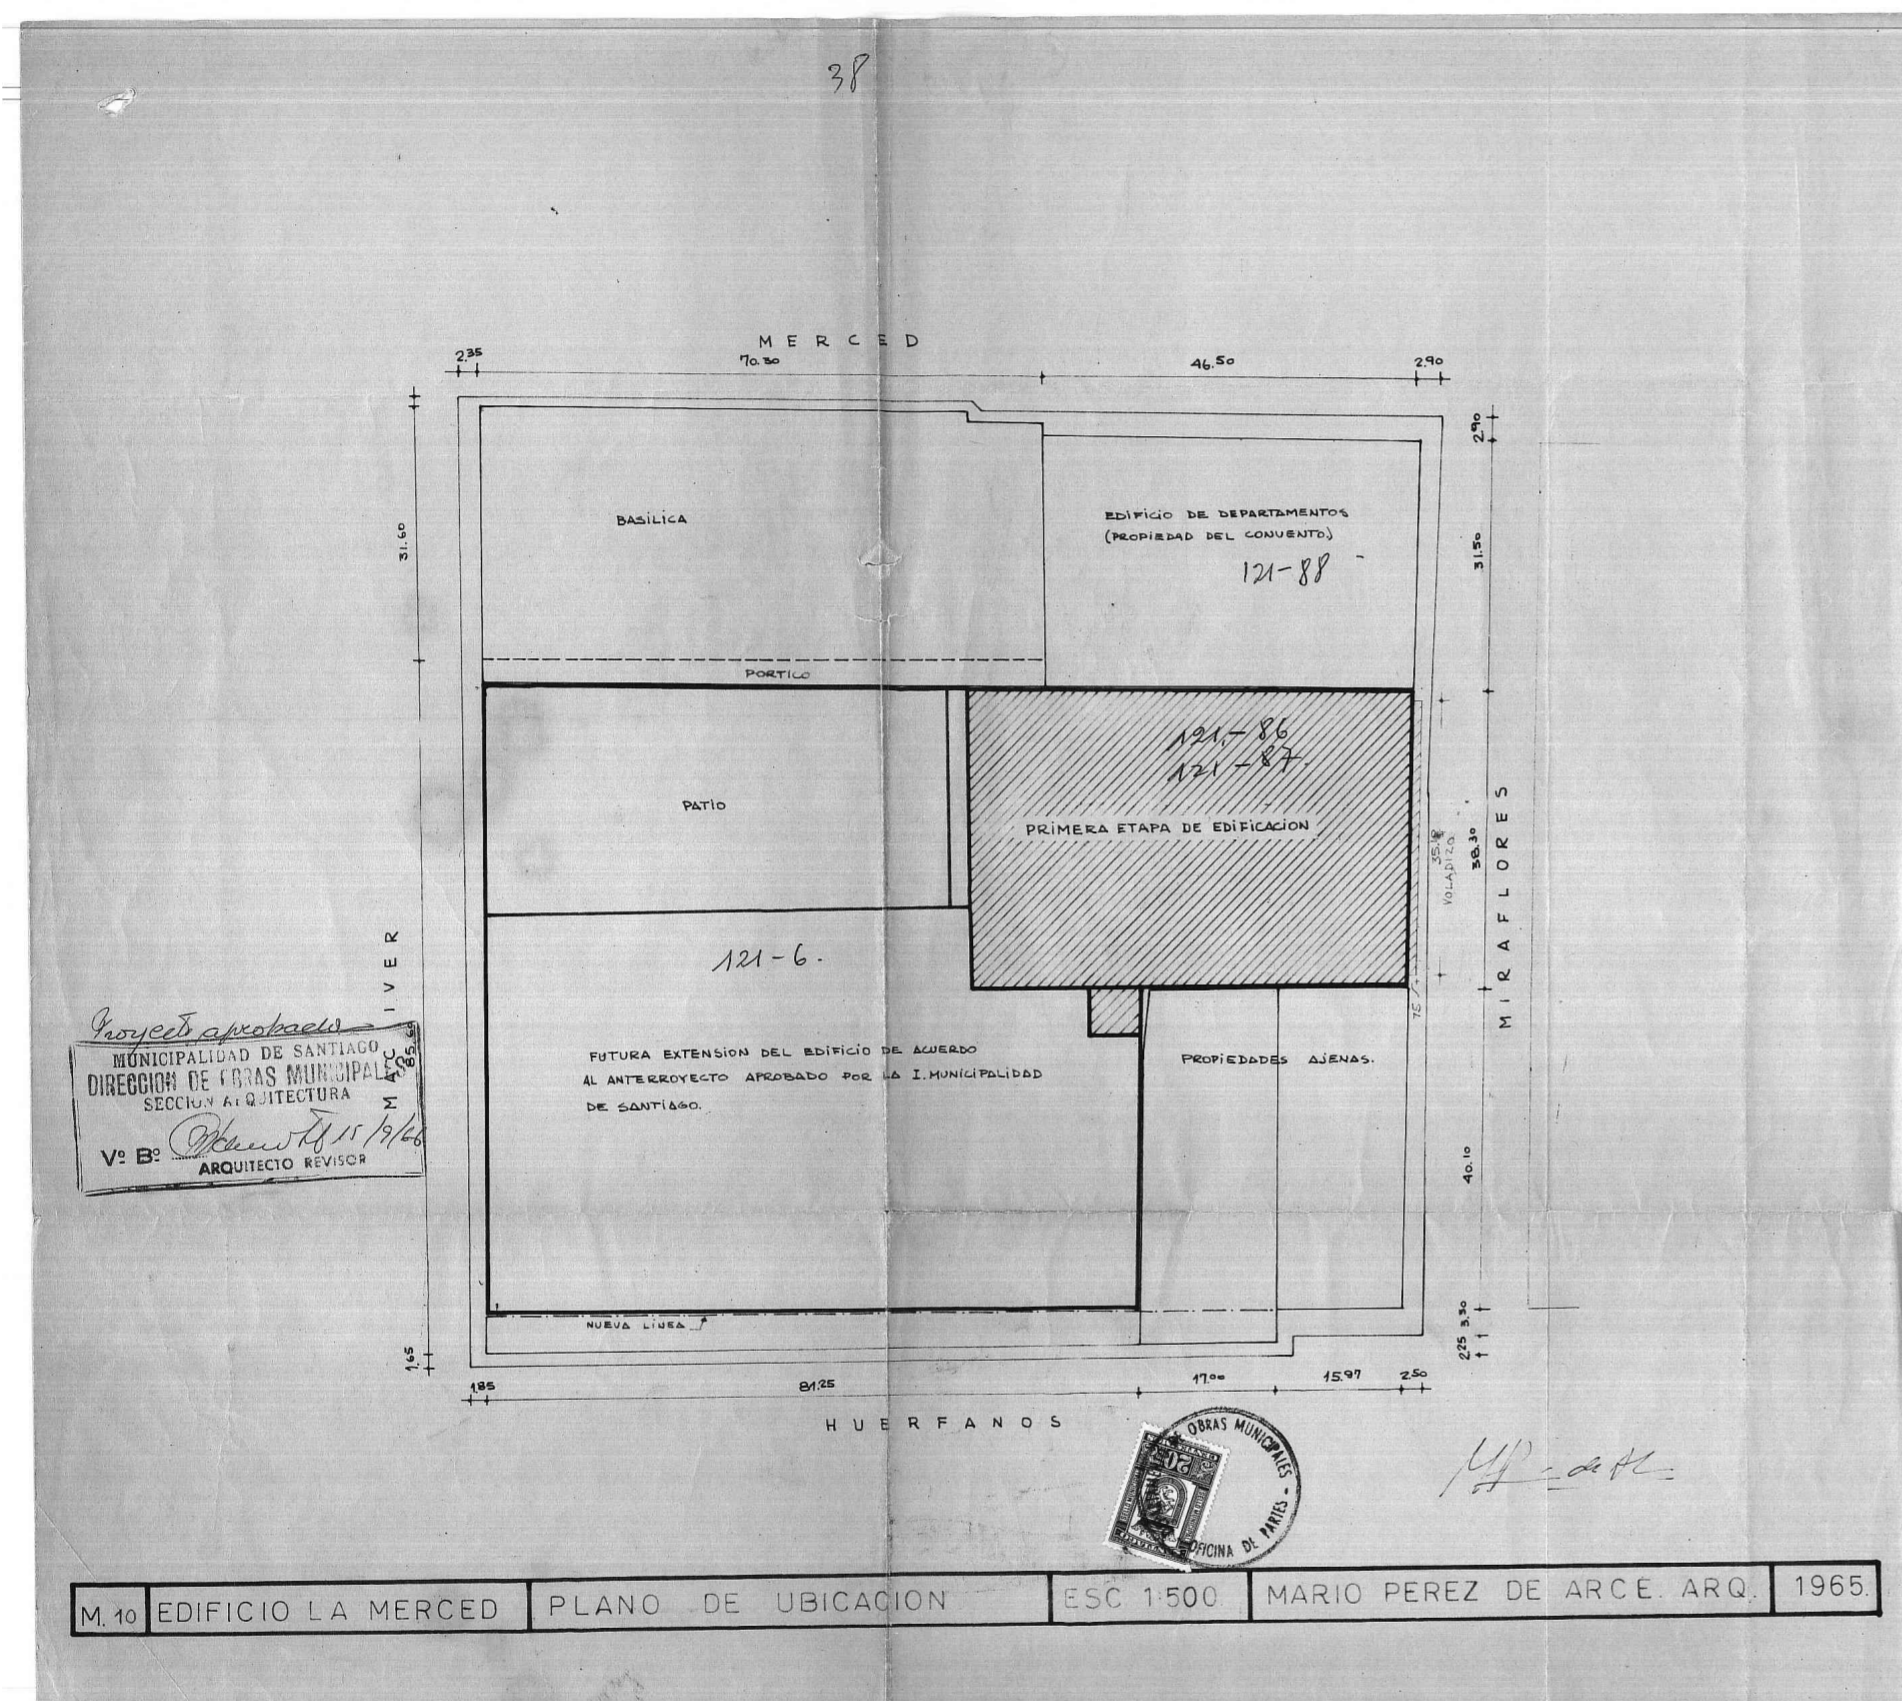 38
MERCED
2.35
70.30
46.50
2.90
2.90
31.60
31.50
BASILICA
EDIFICIO DE DEPARTAMENTOS
(PROPIEDAD DEL CONVENTO.)
121-88
PORTICO
121-86
121-87.
PATIO
PRIMERA ETAPA DE EDIFICACION
VOLADIZO
38.30
MIRAFLORES
75
121-6.
MAC IVER
85.60
Proyecto aprobado
MUNICIPALIDAD DE SANTIAGO
DIRECCION DE OBRAS MUNICIPALES
SECCION ARQUITECTURA
Vº Bº 15/9/66
ARQUITECTO REVISOR
FUTURA EXTENSION DEL EDIFICIO DE ACUERDO
AL ANTERROYECTO APROBADO POR LA I. MUNICIPALIDAD
DE SANTIAGO.
PROPIEDADES AJENAS.
40.10
3.30
2.25
NUEVA LINEA
1.65
1.85
81.25
17.00
15.97
2.50
HUERFANOS
OBRAS MUNICIPALES -
OFICINA DE PARTES -
M. 10
EDIFICIO LA MERCED
PLANO DE UBICACION
ESC 1:500.
MARIO PEREZ DE ARCE. ARQ.
1965.